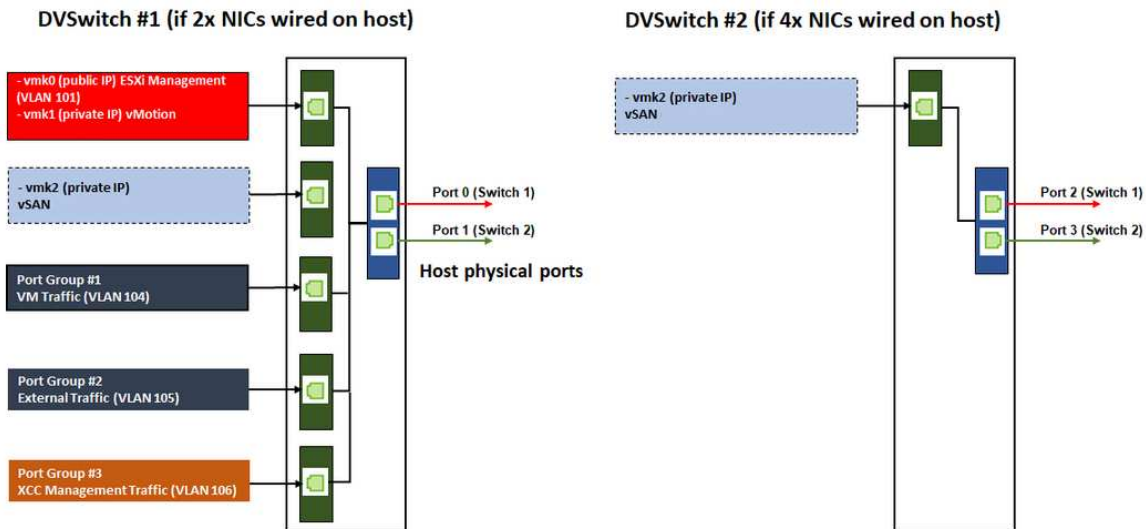 DVSwitch #1 (if 2x NICs wired on host)
- vmk0 (public IP) ESXi Management
(VLAN 101)
- vmk1 (private IP) vMotion
- vmk2 (private IP)
vSAN
Port Group #1
VM Traffic (VLAN 104)
Port Group #2
External Traffic (VLAN 105)
Port Group #3
XCC Management Traffic (VLAN 106)
Port 0 (Switch 1)
Port 1 (Switch 2)
Host physical ports
DVSwitch #2 (if 4x NICs wired on host)
- vmk2 (private IP)
vSAN
Port 2 (Switch 1)
Port 3 (Switch 2)